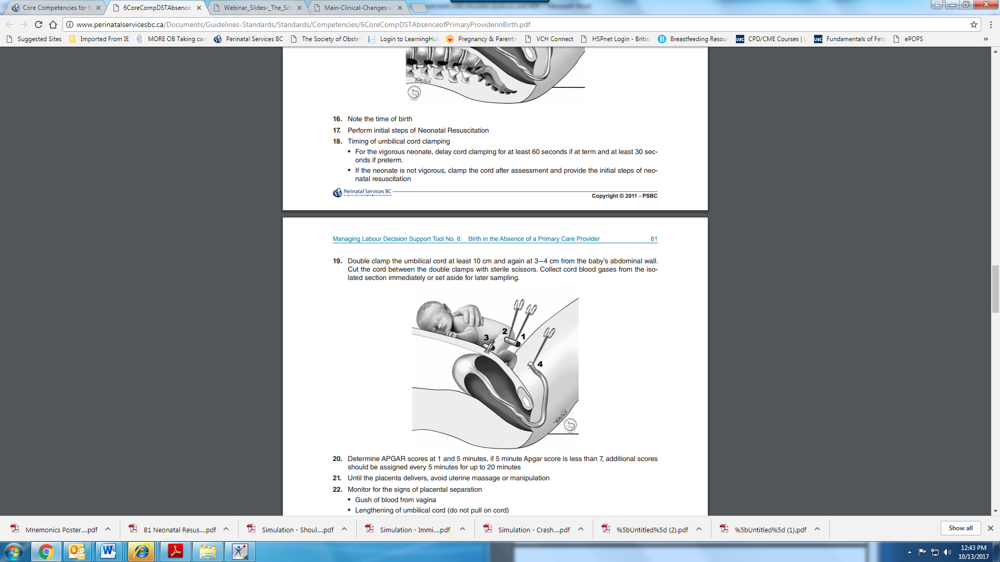 Core Competencies for M
6CoreCompDSTAbsence
Webinar_Slides-_The_Sci
Main-Clinical-Changes-v
www.perinatalservicesbc.ca/Documents/Guidelines-Standards/Standards/Competencies/6CoreCompDSTAbsenceofPrimaryProviderinBirth.pdf
Suggested Sites
Imported From IE
MORE OB Taking car
Perinatal Services BC
The Society of Obstet
Login to LearningHu
Pregnancy & Parentin
VCH Connect
HSPnet Login - Britis
Breastfeeding Resou
CPD/CME Courses | U
Fundamentals of Feta
ePOPS
16. Note the time of birth
17. Perform initial steps of Neonatal Resuscitation
18. Timing of umbilical cord clamping
• For the vigorous neonate, delay cord clamping for at least 60 seconds if at term and at least 30 sec-
onds if preterm.
• If the neonate is not vigorous, clamp the cord after assessment and provide the initial steps of neo-
natal resuscitation
Perinatal Services BC
An agency of the Provincial Health Services Authority
Copyright © 2011 - PSBC
Managing Labour Decision Support Tool No. 6: Birth in the Absence of a Primary Care Provider 61
19. Double clamp the umbilical cord at least 10 cm and again at 3–4 cm from the baby's abdominal wall.
Cut the cord between the double clamps with sterile scissors. Collect cord blood gases from the iso-
lated section immediately or set aside for later sampling.
2
1
3
4
20. Determine APGAR scores at 1 and 5 minutes, if 5 minute Apgar score is less than 7, additional scores
should be assigned every 5 minutes for up to 20 minutes
21. Until the placenta delivers, avoid uterine massage or manipulation
22. Monitor for the signs of placental separation
• Gush of blood from vagina
• Lengthening of umbilical cord (do not pull on cord)
Mnemonics Poster....pdf
B1 Neonatal Resus....pdf
Simulation - Shoul....pdf
Simulation - Immi....pdf
Simulation - Crash....pdf
%5bUntitled%5d (2).pdf
%5bUntitled%5d (1).pdf
Show all
12:43 PM
10/13/2017